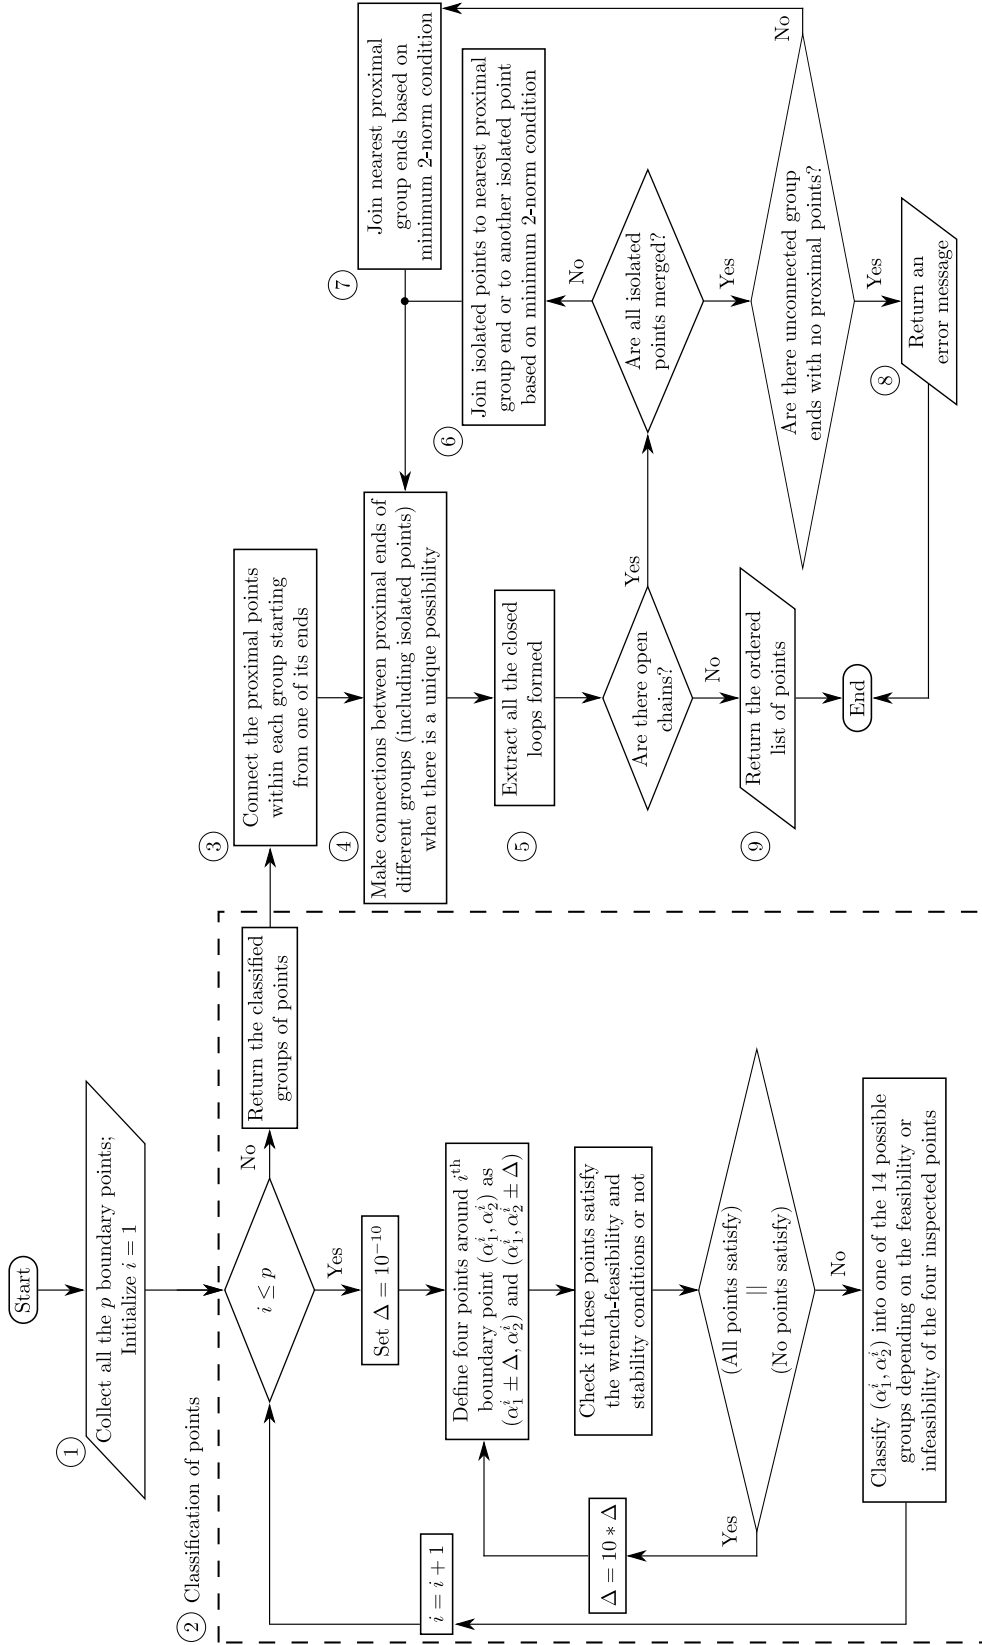 Start
1
Collect all the p boundary points;
Initialize i = 1
2 Classification of points
i ≤ p
No
Yes
Return the classified
groups of points
i = i + 1
Set Δ = 10⁻¹⁰
Define four points around iᵗʰ
boundary point (α₁ⁱ, α₂ⁱ) as
(α₁ⁱ ± Δ, α₂ⁱ) and (α₁ⁱ, α₂ⁱ ± Δ)
Check if these points satisfy
the wrench-feasibility and
stability conditions or not
Δ = 10 ∗ Δ
Yes
(All points satisfy)
||
(No points satisfy)
No
Classify (α₁ⁱ, α₂ⁱ) into one of the 14 possible
groups depending on the feasibility or
infeasibility of the four inspected points
3
Connect the proximal points
within each group starting
from one of its ends
4
Make connections between proximal ends of
different groups (including isolated points)
when there is a unique possibility
5
Extract all the closed
loops formed
Are there open
chains?
Yes
No
9
Return the ordered
list of points
End
7
Join nearest proximal
group ends based on
minimum 2-norm condition
6
Join isolated points to nearest proximal
group end or to another isolated point
based on minimum 2-norm condition
No
Are all isolated
points merged?
Yes
No
Are there unconnected group
ends with no proximal points?
Yes
8
Return an
error message